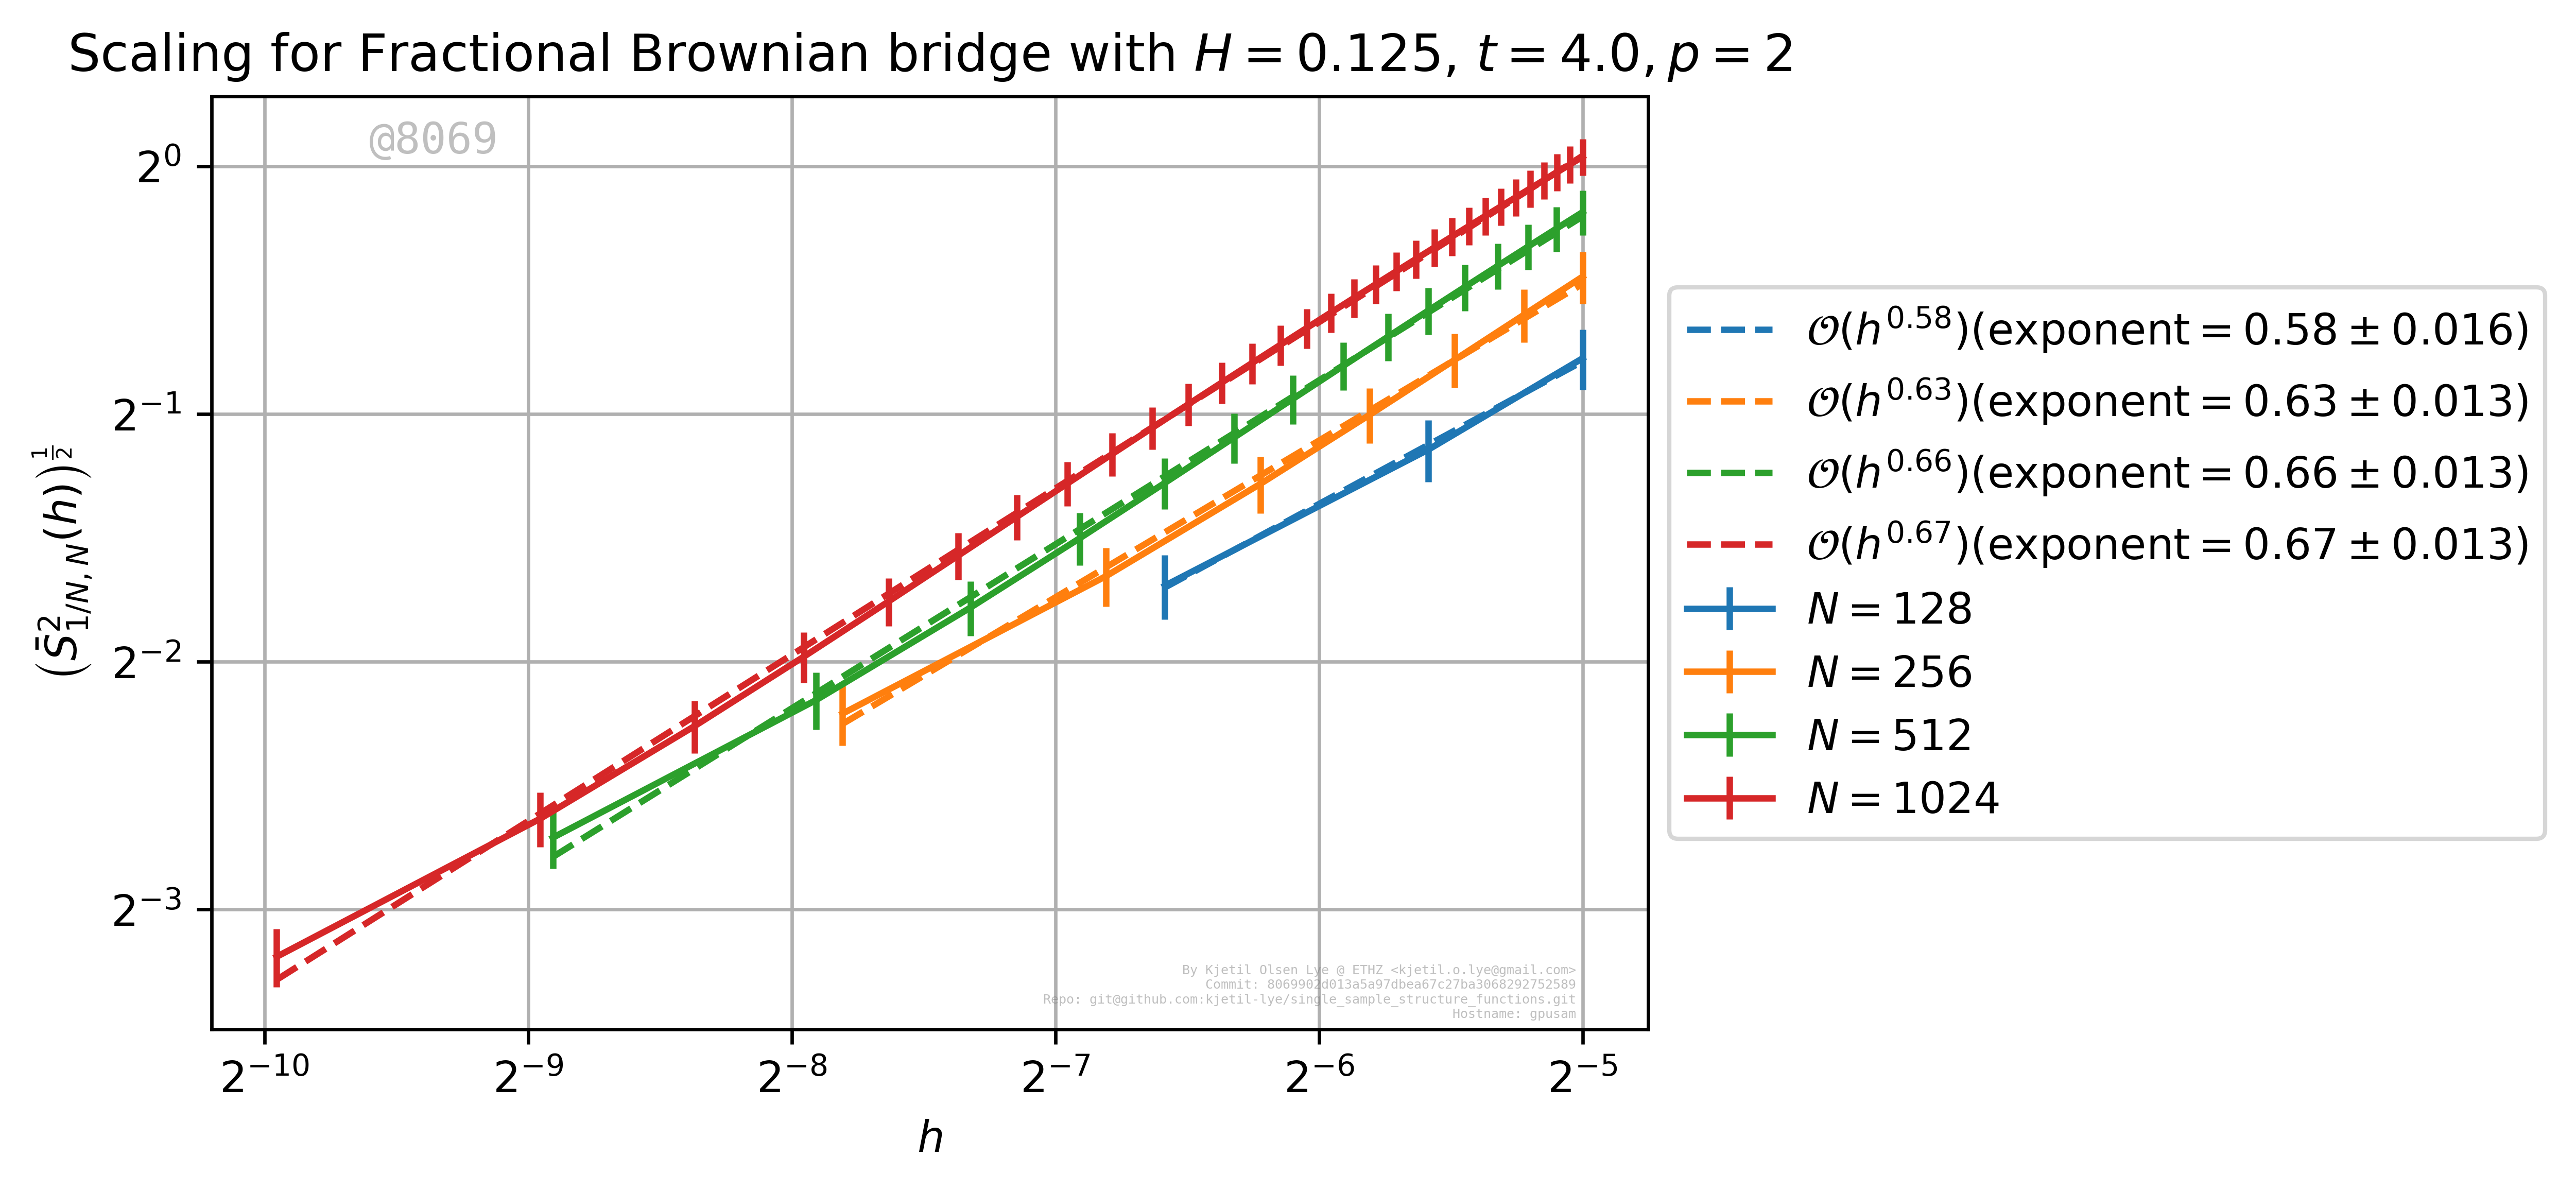 Scaling for Fractional Brownian bridge with H = 0.125, t = 4.0, p = 2
@8069
2⁰
2⁻¹
2⁻²
2⁻³
(S̄²_{1/N, N}(h))^{1/2}
𝒪(h^{0.58})(exponent = 0.58 ± 0.016)
𝒪(h^{0.63})(exponent = 0.63 ± 0.013)
𝒪(h^{0.66})(exponent = 0.66 ± 0.013)
𝒪(h^{0.67})(exponent = 0.67 ± 0.013)
N = 128
N = 256
N = 512
N = 1024
By Kjetil Olsen Lye @ ETHZ <kjetil.o.lye@gmail.com>
Commit: 8069902d013a5a97dbea67c27ba3068292752589
Repo: git@github.com:kjetil-lye/single_sample_structure_functions.git
Hostname: gpusam
2⁻¹⁰
2⁻⁹
2⁻⁸
2⁻⁷
2⁻⁶
2⁻⁵
h